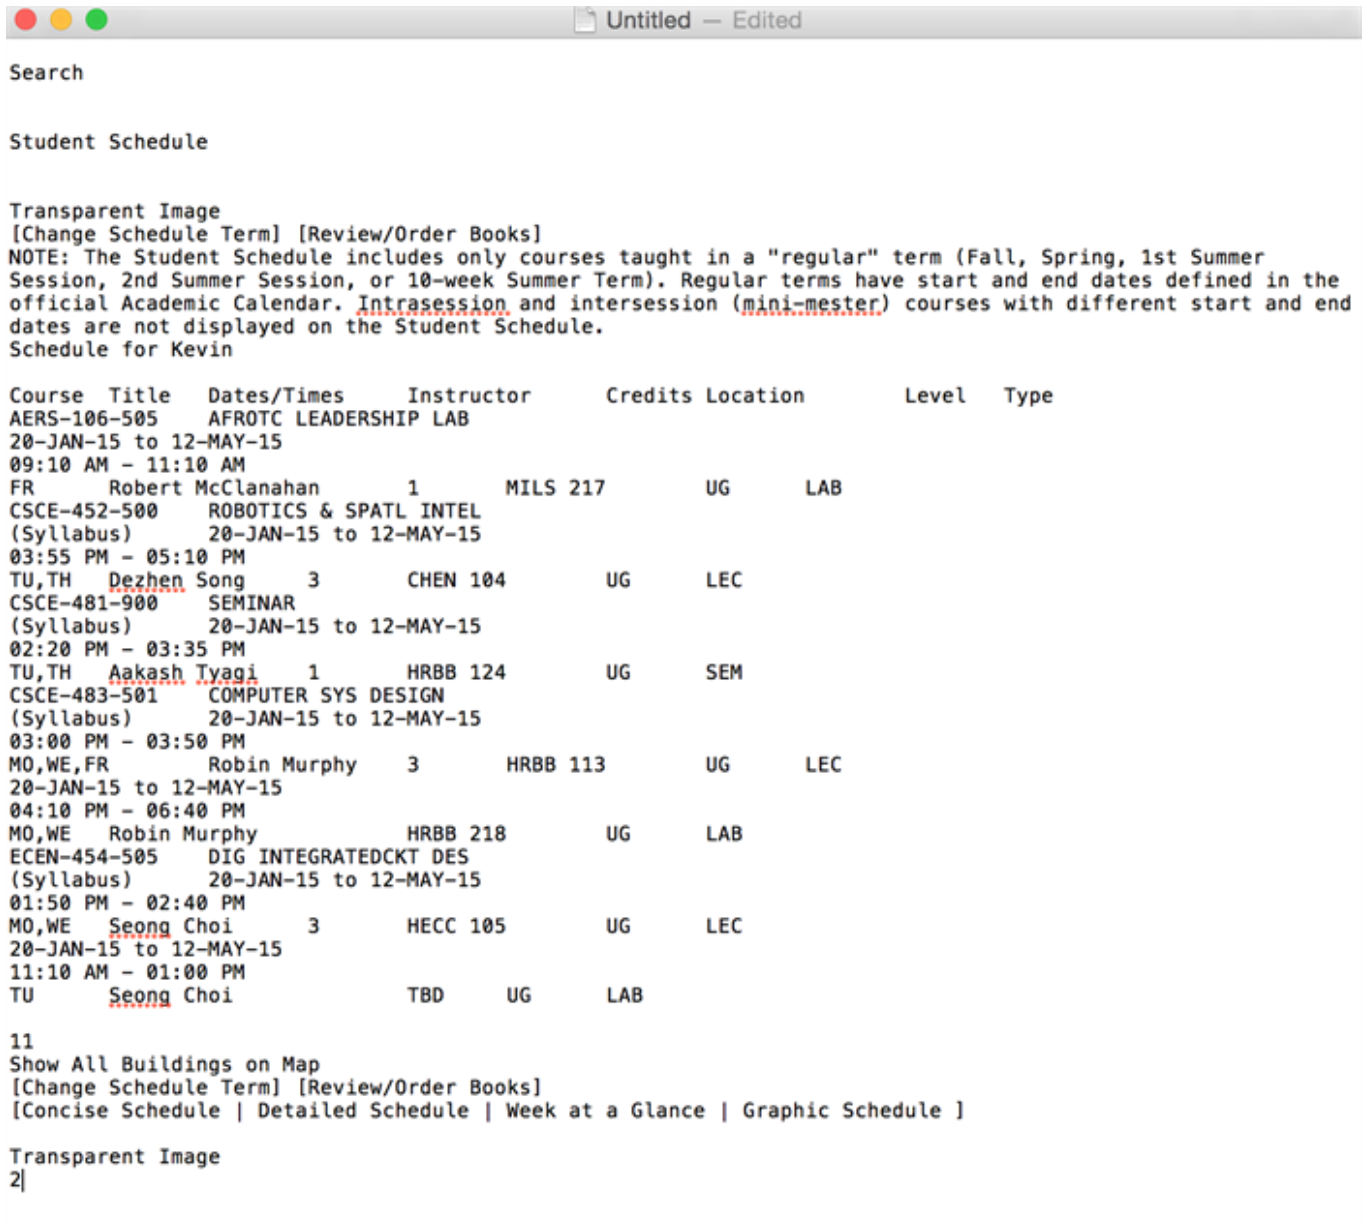 Untitled — Edited
Search
Student Schedule
Transparent Image
[Change Schedule Term] [Review/Order Books]
NOTE: The Student Schedule includes only courses taught in a "regular" term (Fall, Spring, 1st Summer
Session, 2nd Summer Session, or 10-week Summer Term). Regular terms have start and end dates defined in the
official Academic Calendar. Intrasession and intersession (mini-mester) courses with different start and end
dates are not displayed on the Student Schedule.
Schedule for Kevin
Course Title Dates/Times Instructor Credits Location Level Type
AERS-106-505 AFROTC LEADERSHIP LAB
20-JAN-15 to 12-MAY-15
09:10 AM - 11:10 AM
FR Robert McClanahan 1 MILS 217 UG LAB
CSCE-452-500 ROBOTICS & SPATL INTEL
(Syllabus) 20-JAN-15 to 12-MAY-15
03:55 PM - 05:10 PM
TU,TH Dezhen Song 3 CHEN 104 UG LEC
CSCE-481-900 SEMINAR
(Syllabus) 20-JAN-15 to 12-MAY-15
02:20 PM - 03:35 PM
TU,TH Aakash Tyagi 1 HRBB 124 UG SEM
CSCE-483-501 COMPUTER SYS DESIGN
(Syllabus) 20-JAN-15 to 12-MAY-15
03:00 PM - 03:50 PM
MO,WE,FR Robin Murphy 3 HRBB 113 UG LEC
20-JAN-15 to 12-MAY-15
04:10 PM - 06:40 PM
MO,WE Robin Murphy HRBB 218 UG LAB
ECEN-454-505 DIG INTEGRATEDCKT DES
(Syllabus) 20-JAN-15 to 12-MAY-15
01:50 PM - 02:40 PM
MO,WE Seong Choi 3 HECC 105 UG LEC
20-JAN-15 to 12-MAY-15
11:10 AM - 01:00 PM
TU Seong Choi TBD UG LAB
11
Show All Buildings on Map
[Change Schedule Term] [Review/Order Books]
[Concise Schedule | Detailed Schedule | Week at a Glance | Graphic Schedule ]
Transparent Image
2